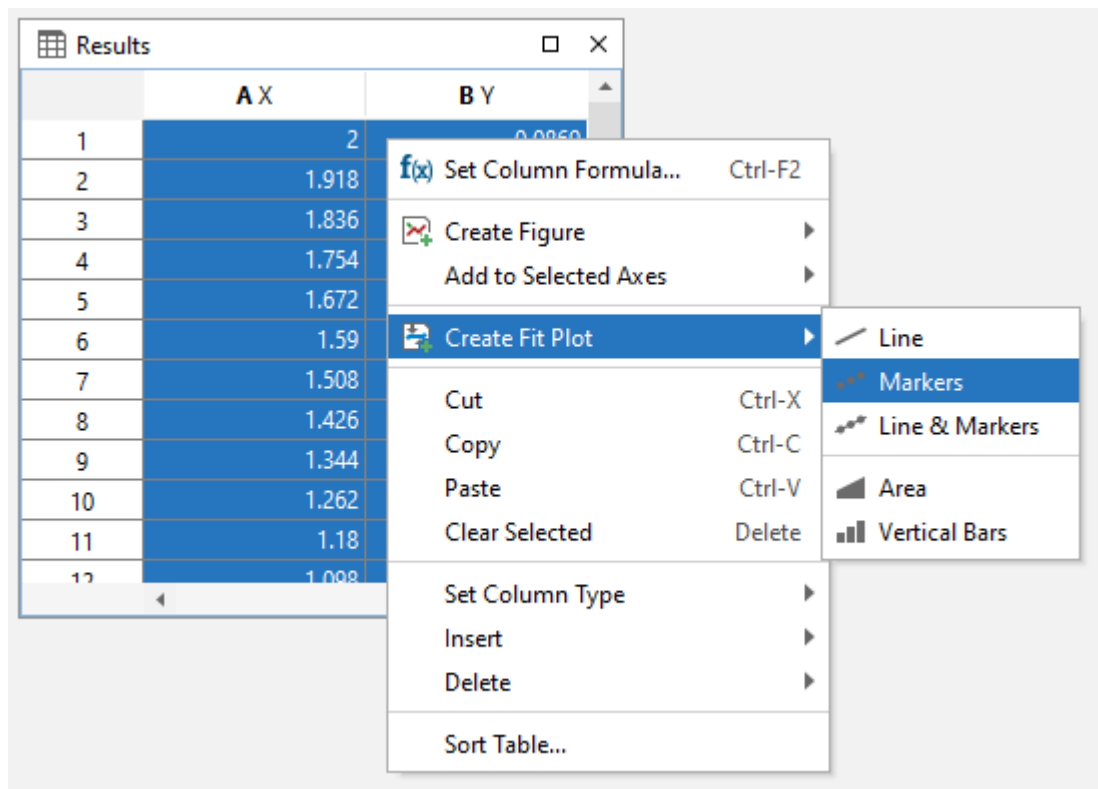 Results
A X B Y
1 2
2 1.918
3 1.836
4 1.754
5 1.672
6 1.59
7 1.508
8 1.426
9 1.344
10 1.262
11 1.18
12 1.098
f(x) Set Column Formula... Ctrl-F2
Create Figure
Add to Selected Axes
Create Fit Plot
Cut Ctrl-X
Copy Ctrl-C
Paste Ctrl-V
Clear Selected Delete
Set Column Type
Insert
Delete
Sort Table...
Line
Markers
Line & Markers
Area
Vertical Bars